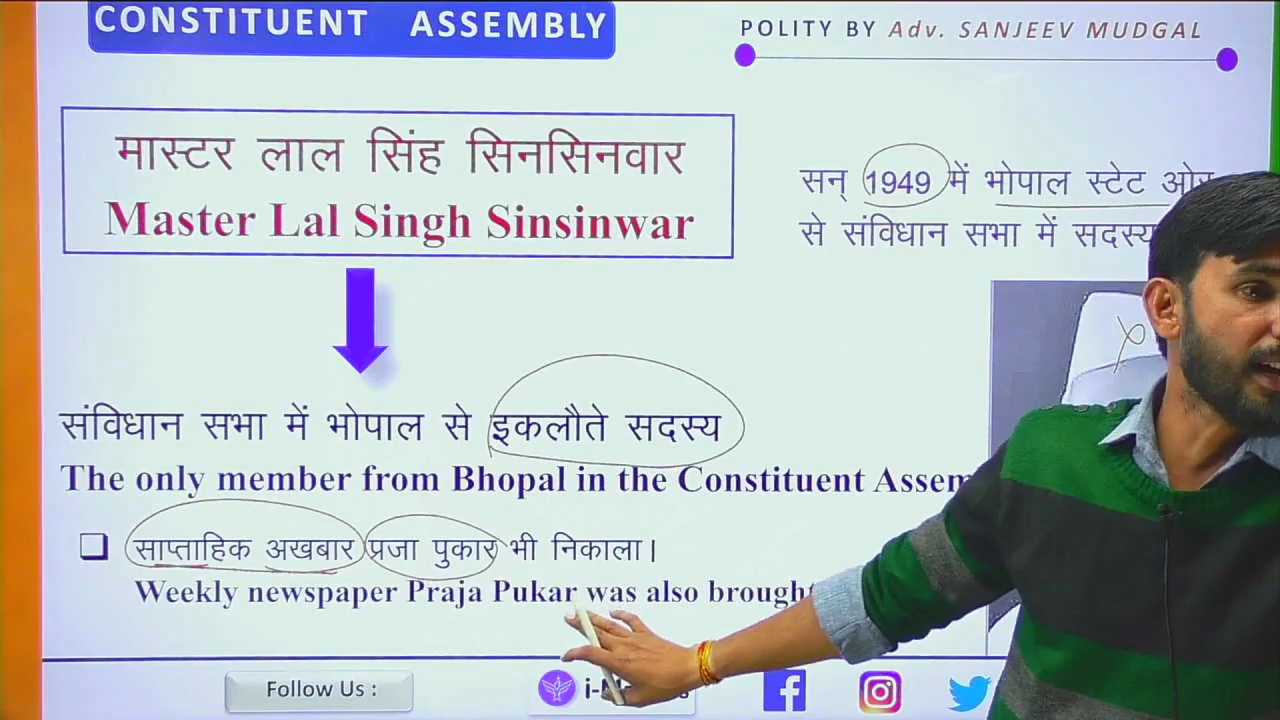 CONSTITUENT ASSEMBLY
POLITY BY Adv. SANJEEV MUDGAL
मास्टर लाल सिंह सिनसिनवार
Master Lal Singh Sinsinwar
सन् 1949 में भोपाल स्टेट ओर
से संविधान सभा में सदस्य
संविधान सभा में भोपाल से इकलौते सदस्य
The only member from Bhopal in the Constituent Assem
साप्ताहिक अखबार प्रजा पुकार भी निकाला।
Weekly newspaper Praja Pukar was also brought
Follow Us :